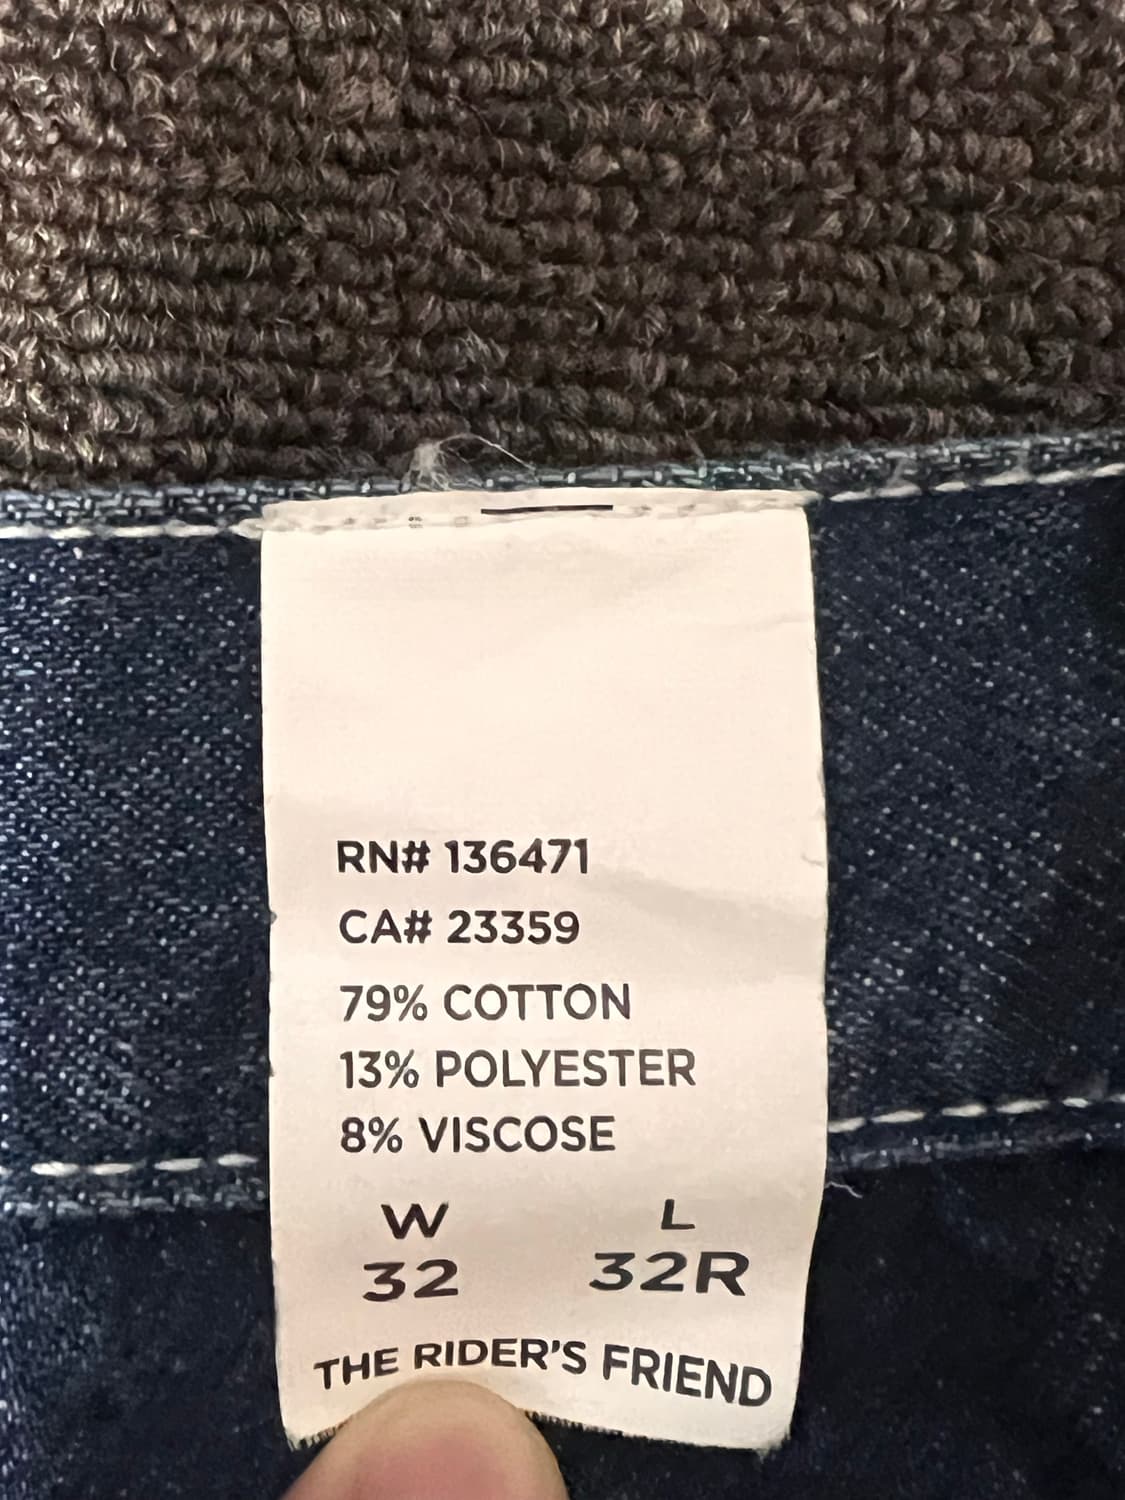 RN# 136471
CA# 23359
79% COTTON
13% POLYESTER
8% VISCOSE
W L
32 32R
THE RIDER'S FRIEND